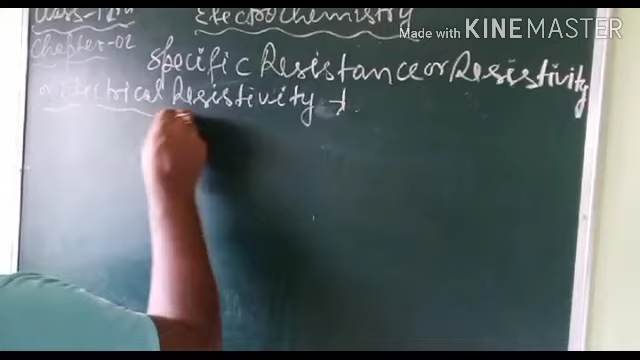 Class-12th Electrochemistry
Made with KINEMASTER
Chapter-02
Specific Resistance or Resistivity
or Electrical Resistivity :-